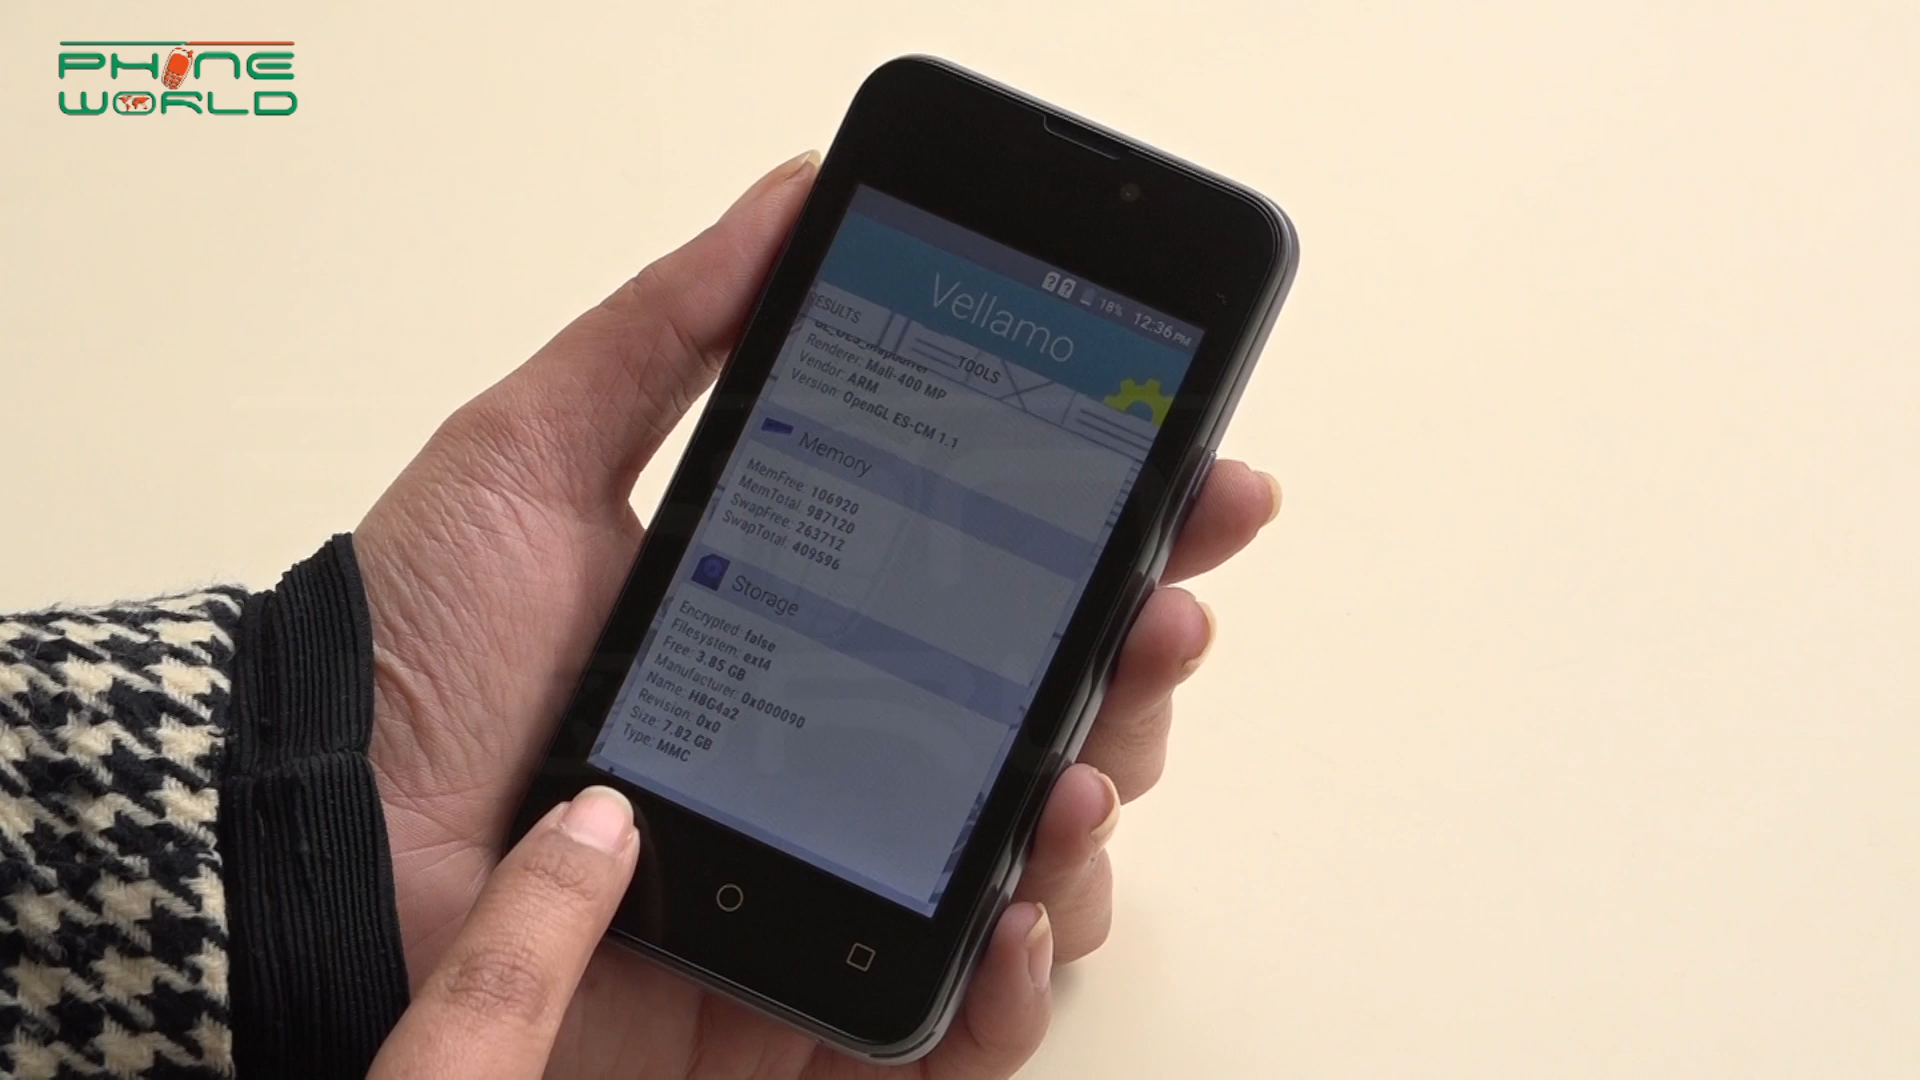 PHONE
WORLD
18% 12:36 PM
Vellamo
RESULTS
TOOLS
Renderer: Mali-400 MP
Vendor: ARM
Version: OpenGL ES-CM 1.1
Memory
MemFree: 106920
MemTotal: 987120
SwapFree: 263712
SwapTotal: 409596
Storage
Encrypted: false
Filesystem: ext4
Free: 3.85 GB
Manufacturer: 0x000090
Name: H8G4a2
Revision: 0x0
Size: 7.82 GB
Type: MMC